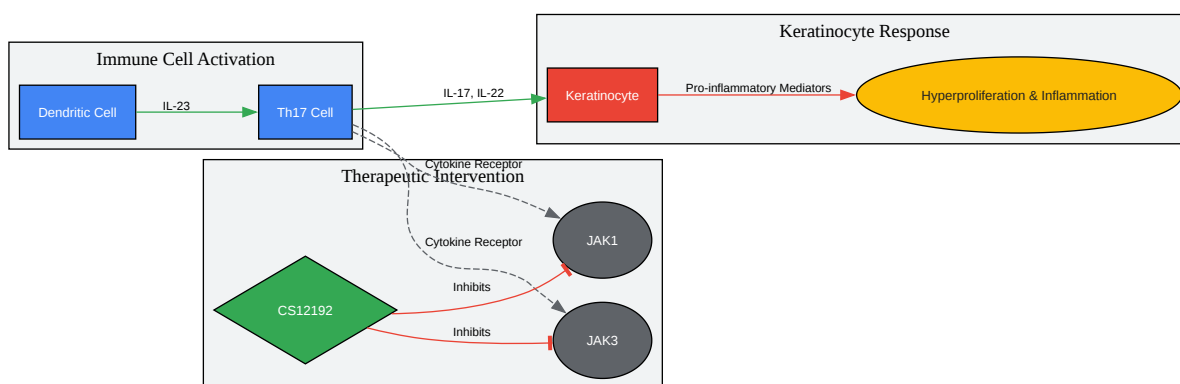 Keratinocyte Response
Immune Cell Activation
Dendritic Cell
IL-23
Th17 Cell
IL-17, IL-22
Keratinocyte
Pro-inflammatory Mediators
Hyperproliferation & Inflammation
Cytokine Receptor
Therapeutic Intervention
JAK1
Cytokine Receptor
Inhibits
CS12192
Inhibits
JAK3